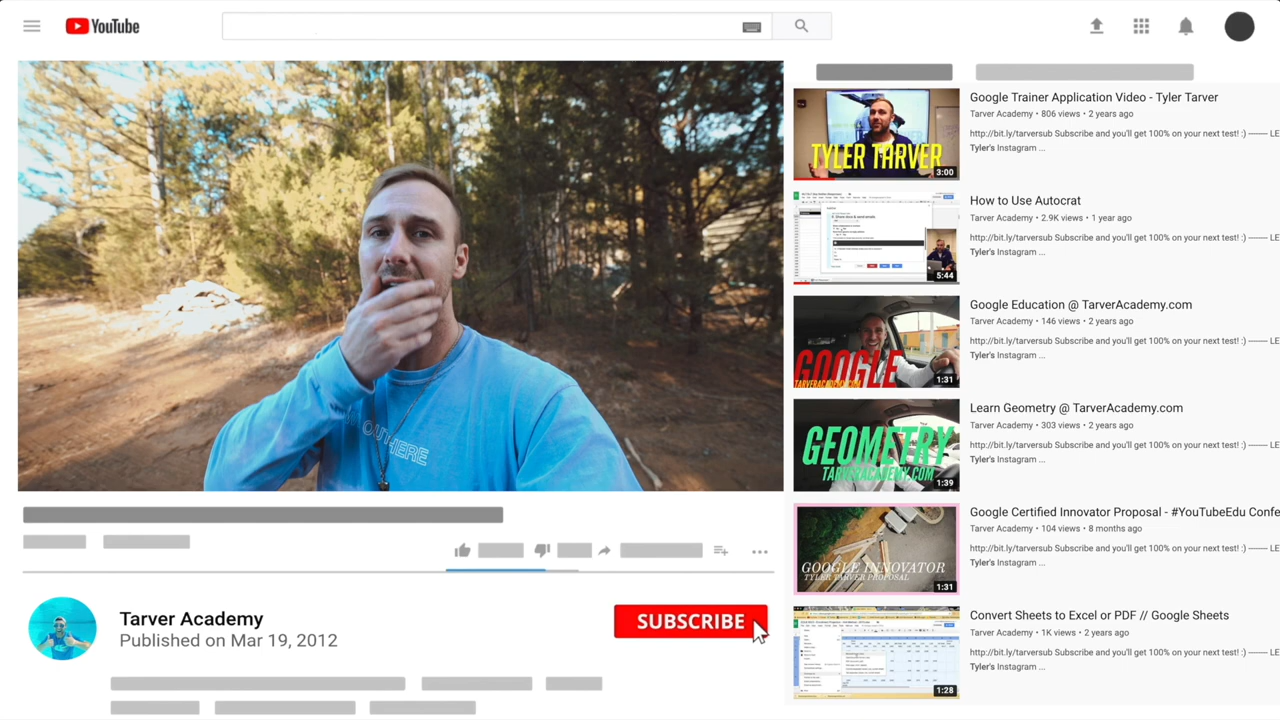 YouTube
Google Trainer Application Video - Tyler Tarver
Tarver Academy • 806 views • 2 years ago
http://bit.ly/tarversub Subscribe and you'll get 100% on your next test! :) ——— LE
Tyler's Instagram ...
TYLER TARVER
3:00
How to Use Autocrat
Tarver Academy • 2.9K views • 1 year ago
http://bit.ly/tarversub Subscribe and you'll get 100% on your next test! :) ——— LE
Tyler's Instagram ...
5:44
Google Education @ TarverAcademy.com
Tarver Academy • 146 views • 2 years ago
http://bit.ly/tarversub Subscribe and you'll get 100% on your next test! :) ——— LE
Tyler's Instagram ...
GOOGLE
TARVERACADEMY.COM
1:31
Learn Geometry @ TarverAcademy.com
Tarver Academy • 303 views • 2 years ago
http://bit.ly/tarversub Subscribe and you'll get 100% on your next test! :) ——— LE
Tyler's Instagram ...
GEOMETRY
TARVERACADEMY.COM
1:39
Google Certified Innovator Proposal - #YouTubeEdu Confe
Tarver Academy • 104 views • 8 months ago
http://bit.ly/tarversub Subscribe and you'll get 100% on your next test! :) ——— LE
Tyler's Instagram ...
GOOGLE INNOVATOR
TYLER TARVER PROPOSAL
1:31
Convert Sheets to Excel or PDF // Google Sheets
Tarver Academy • 1K views • 2 years ago
http://bit.ly/tarversub Subscribe and you'll get 100% on your next test! :) ——— LE
Tyler's Instagram ...
1:28
OUTHERE
Tarver Academy
Published on Mar 19, 2012
SUBSCRIBE